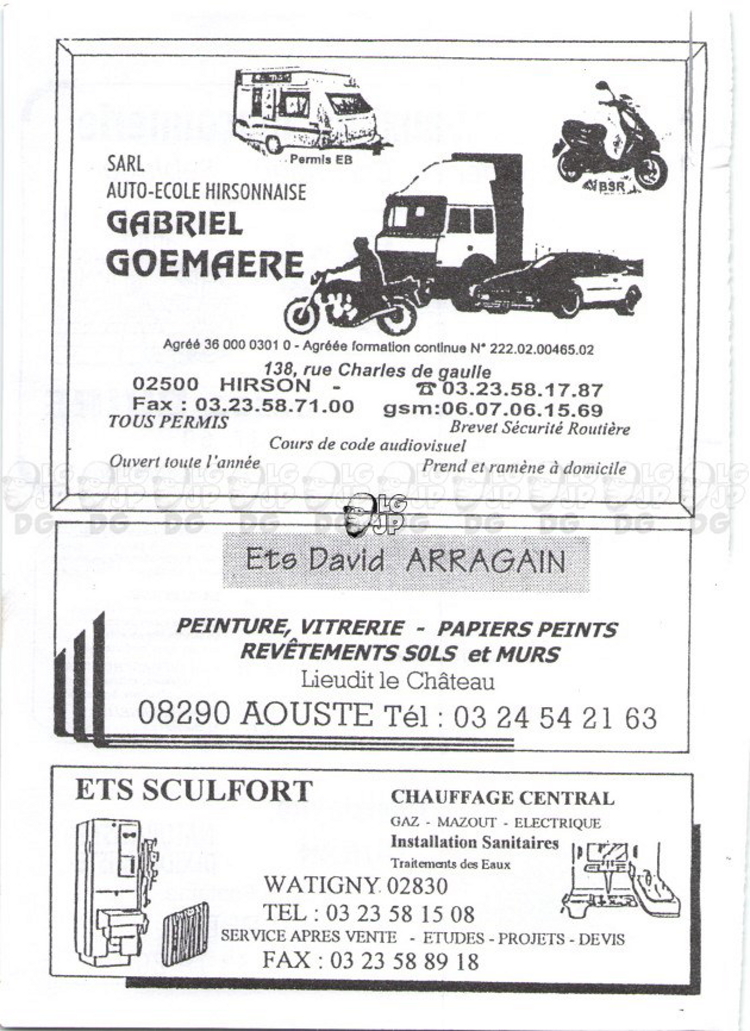 Permis EB
BSR
SARL
AUTO-ECOLE HIRSONNAISE
GABRIEL
GOEMAERE
Agréé 36 000 0301 0 - Agréée formation continue N° 222.02.00465.02
138, rue Charles de gaulle
02500 HIRSON - ☎ 03.23.58.17.87
Fax : 03.23.58.71.00 gsm:06.07.06.15.69
TOUS PERMIS Brevet Sécurité Routière
Cours de code audiovisuel
Ouvert toute l'année Prend et ramène à domicile
LG
JP
DG
Ets David ARRAGAIN
PEINTURE, VITRERIE - PAPIERS PEINTS
REVÊTEMENTS SOLS et MURS
Lieudit le Château
08290 AOUSTE Tél : 03 24 54 21 63
ETS SCULFORT
CHAUFFAGE CENTRAL
GAZ - MAZOUT - ELECTRIQUE
Installation Sanitaires
Traitements des Eaux
WATIGNY 02830
TEL : 03 23 58 15 08
SERVICE APRES VENTE - ETUDES - PROJETS - DEVIS
FAX : 03 23 58 89 18